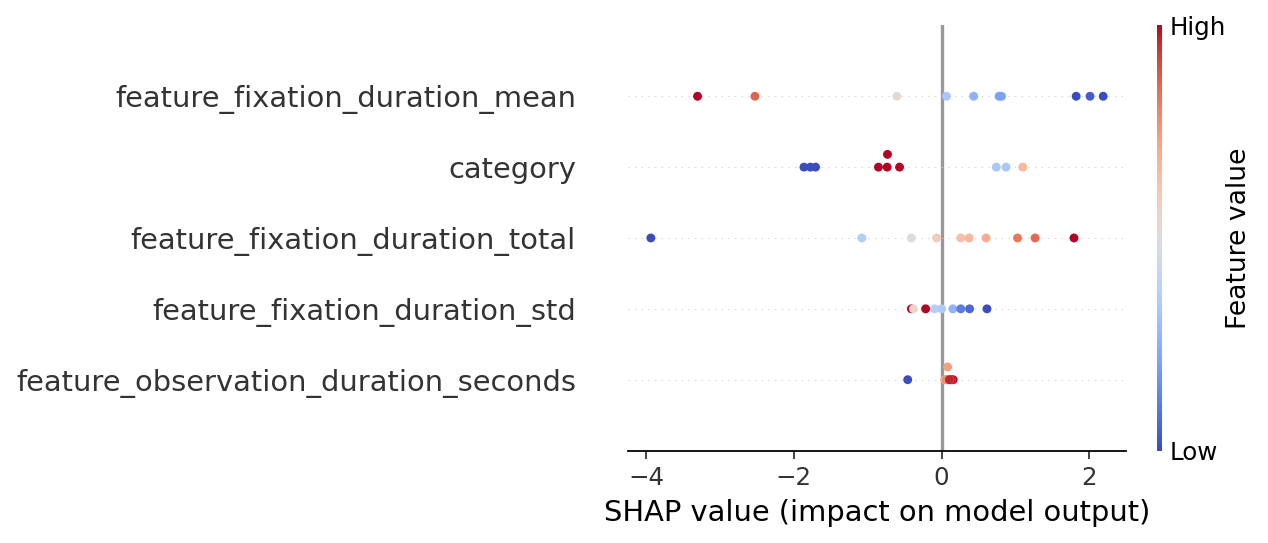 High
feature_fixation_duration_mean
category
feature_fixation_duration_total
feature_fixation_duration_std
feature_observation_duration_seconds
Feature value
Low
−4
−2
0
2
SHAP value (impact on model output)